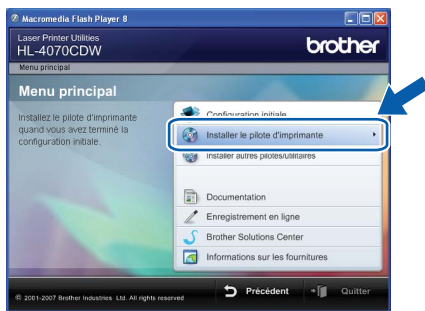 Macromedia Flash Player 8
Laser Printer Utilities
HL-4070CDW
brother
Menu principal
Menu principal
Installez le pilote d'imprimante
quand vous avez terminé la
configuration initiale.
Configuration initiale
Installer le pilote d'imprimante
Installer autres pilotes/utilitaires
Documentation
Enregistrement en ligne
Brother Solutions Center
Informations sur les fournitures
Précédent
Quitter
© 2001-2007 Brother Industries Ltd. All rights reserved